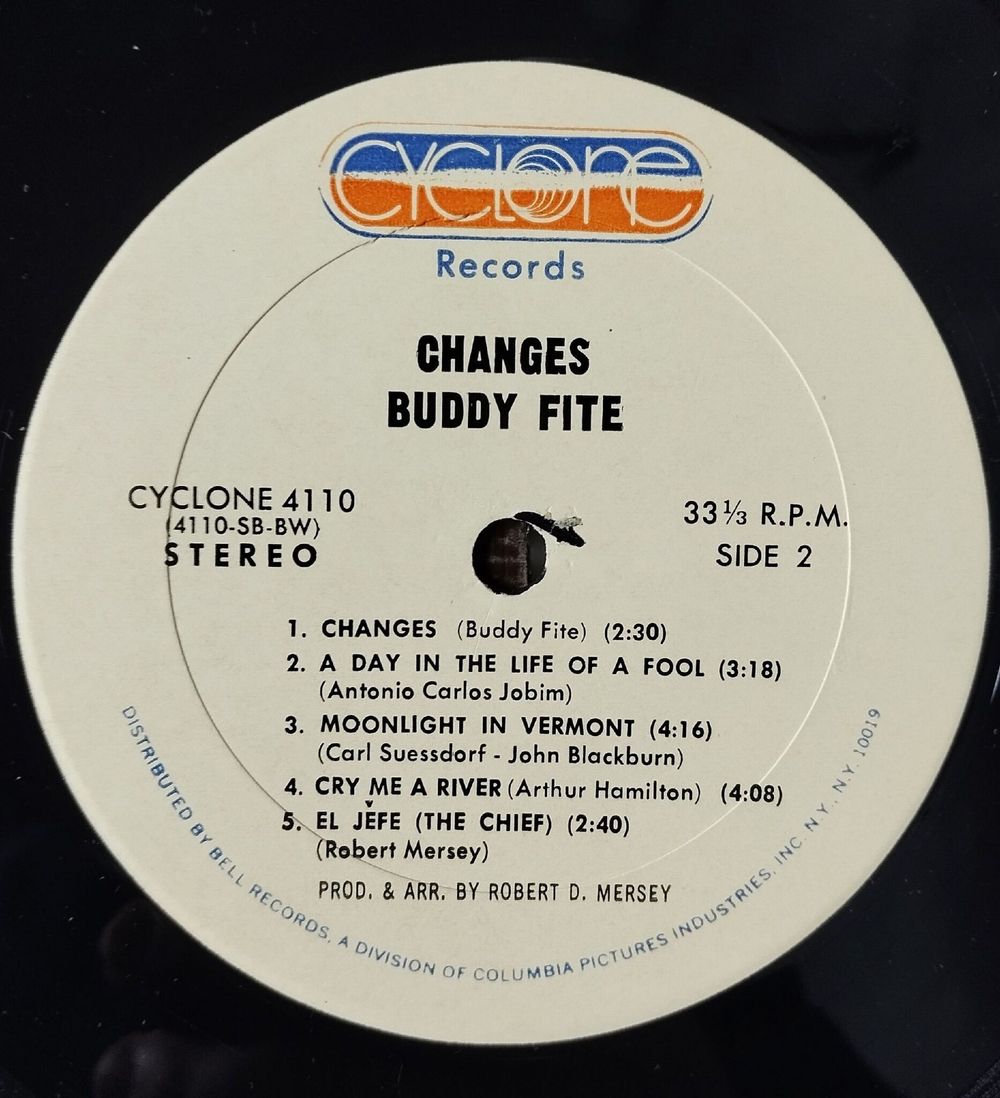 CYCLONE
Records
CHANGES
BUDDY FITE
CYCLONE 4110
(4110-SB-BW)
STEREO
33⅓ R.P.M.
SIDE 2
1. CHANGES (Buddy Fite) (2:30)
2. A DAY IN THE LIFE OF A FOOL (3:18)
(Antonio Carlos Jobim)
3. MOONLIGHT IN VERMONT (4:16)
(Carl Suessdorf - John Blackburn)
4. CRY ME A RIVER (Arthur Hamilton) (4:08)
5. EL JĚFE (THE CHIEF) (2:40)
(Robert Mersey)
PROD. & ARR. BY ROBERT D. MERSEY
DISTRIBUTED BY BELL RECORDS, A DIVISION OF COLUMBIA PICTURES INDUSTRIES, INC. N.Y., N.Y. 10019